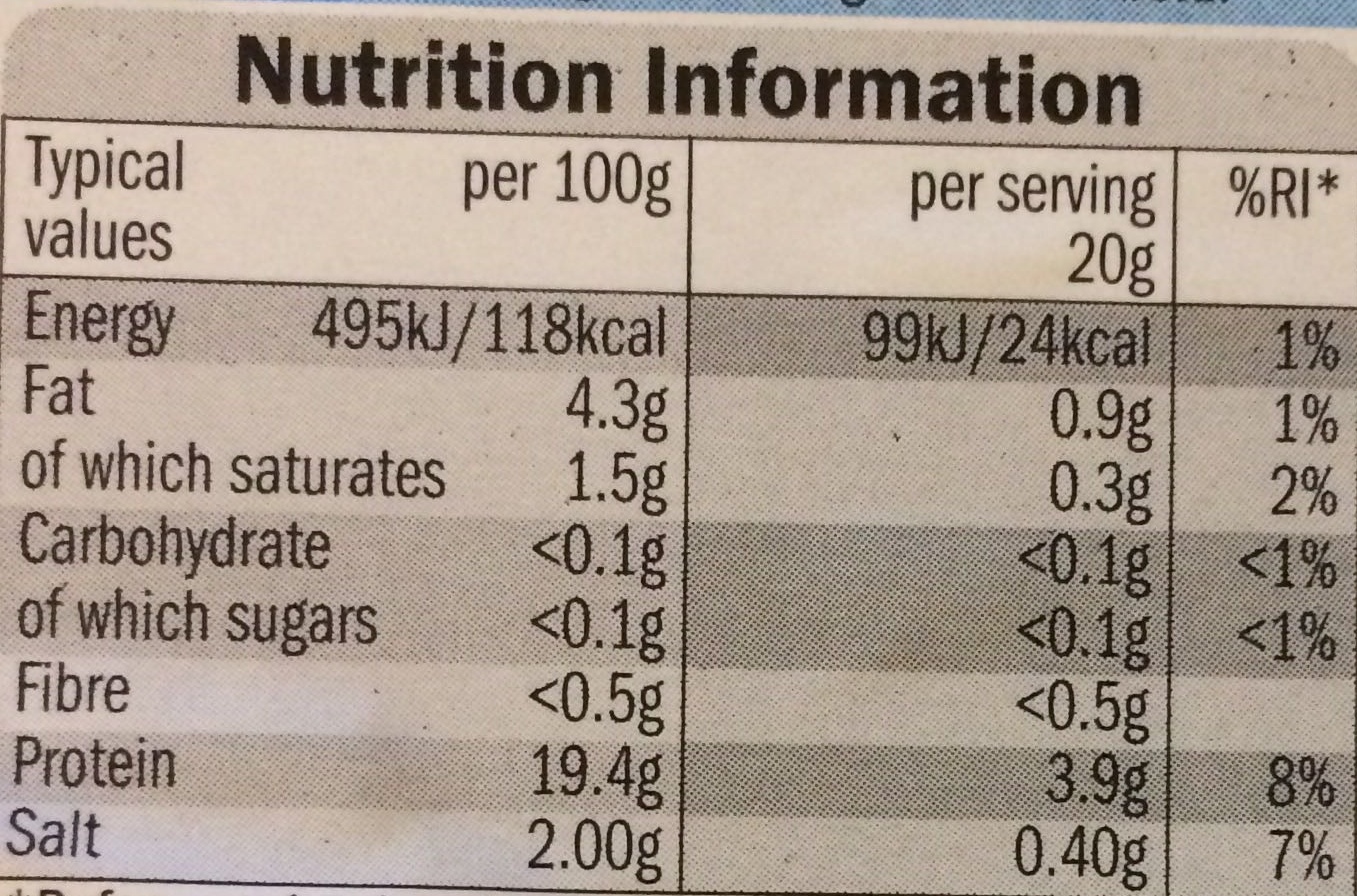 Nutrition Information
Typical values per 100g per serving 20g %RI*
Energy 495kJ/118kcal 99kJ/24kcal 1%
Fat 4.3g 0.9g 1%
of which saturates 1.5g 0.3g 2%
Carbohydrate <0.1g <0.1g <1%
of which sugars <0.1g <0.1g <1%
Fibre <0.5g <0.5g
Protein 19.4g 3.9g 8%
Salt 2.00g 0.40g 7%